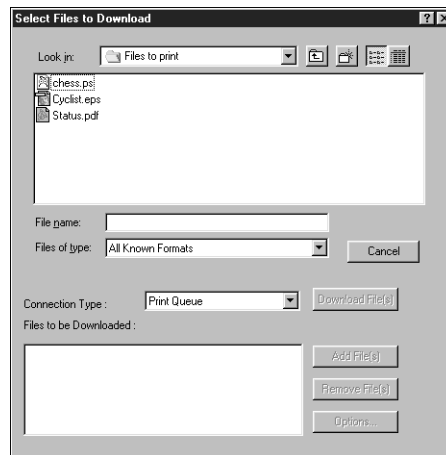 Select Files to Download
Look in: Files to print
chess.ps
Cyclist.eps
Status.pdf
File name:
Files of type: All Known Formats
Cancel
Connection Type : Print Queue
Download File(s)
Files to be Downloaded :
Add File(s)
Remove File(s)
Options...